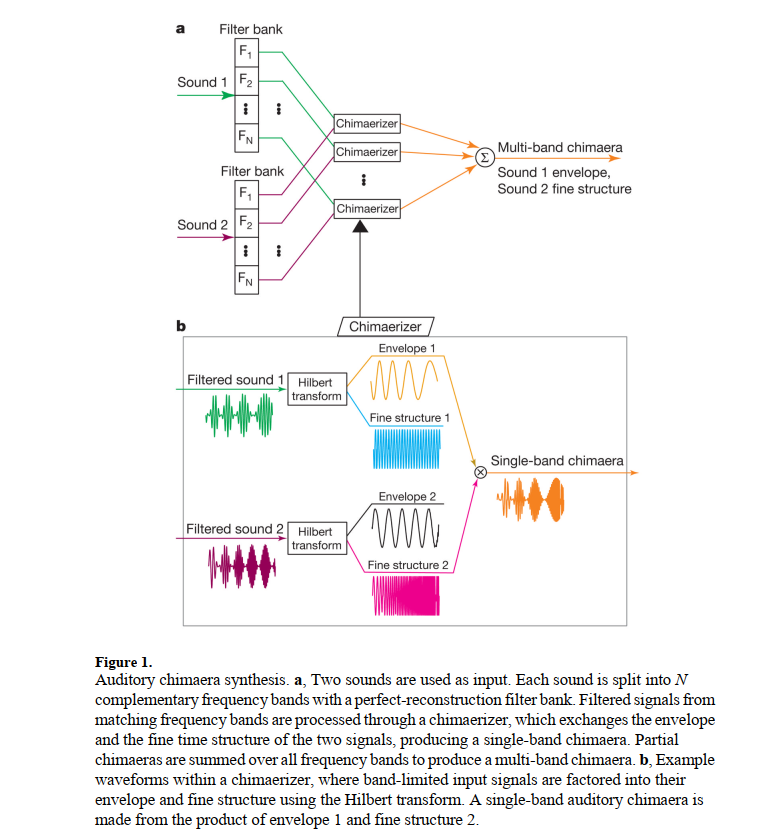 a
Filter bank
F1
Sound 1
F2
FN
Filter bank
F1
Sound 2
F2
FN
Chimaerizer
Chimaerizer
Chimaerizer
Σ
Multi-band chimaera
Sound 1 envelope,
Sound 2 fine structure
b
Chimaerizer
Filtered sound 1
Hilbert
transform
Envelope 1
Fine structure 1
Filtered sound 2
Hilbert
transform
Envelope 2
Fine structure 2
Single-band chimaera
Figure 1.
Auditory chimaera synthesis. a, Two sounds are used as input. Each sound is split into N
complementary frequency bands with a perfect-reconstruction filter bank. Filtered signals from
matching frequency bands are processed through a chimaerizer, which exchanges the envelope
and the fine time structure of the two signals, producing a single-band chimaera. Partial
chimaeras are summed over all frequency bands to produce a multi-band chimaera. b, Example
waveforms within a chimaerizer, where band-limited input signals are factored into their
envelope and fine structure using the Hilbert transform. A single-band auditory chimaera is
made from the product of envelope 1 and fine structure 2.